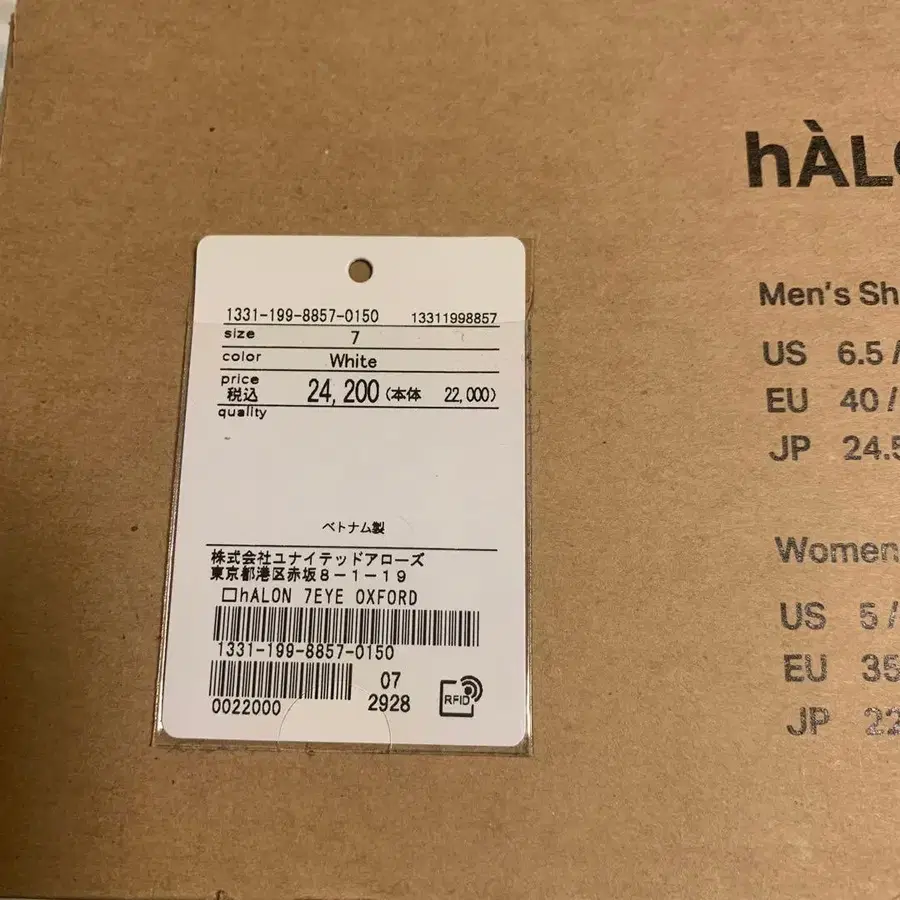 1331-199-8857-0150 13311998857
size 7
color White
price
税込 24,200 (本体 22,000)
quality
-
ベトナム製
株式会社ユナイテッドアローズ
東京都港区赤坂8-1-19
□hALON 7EYE OXFORD
1331-199-8857-0150
07
0022000 2928
RFID
hÀLO
Men's Sh
US 6.5 /
EU 40 /
JP 24.5
Women
US 5 /
EU 35
JP 22